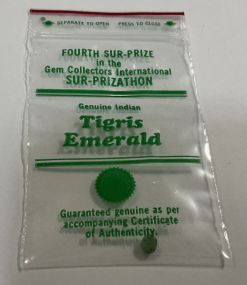 SEPARATE TO OPEN PRESS TO CLOSE
FOURTH SUR-PRIZE
in the
Gem Collectors International
SUR-PRIZATHON
Genuine Indian
Tigris
Emerald
Guaranteed genuine as per
accompanying Certificate
of Authenticity.